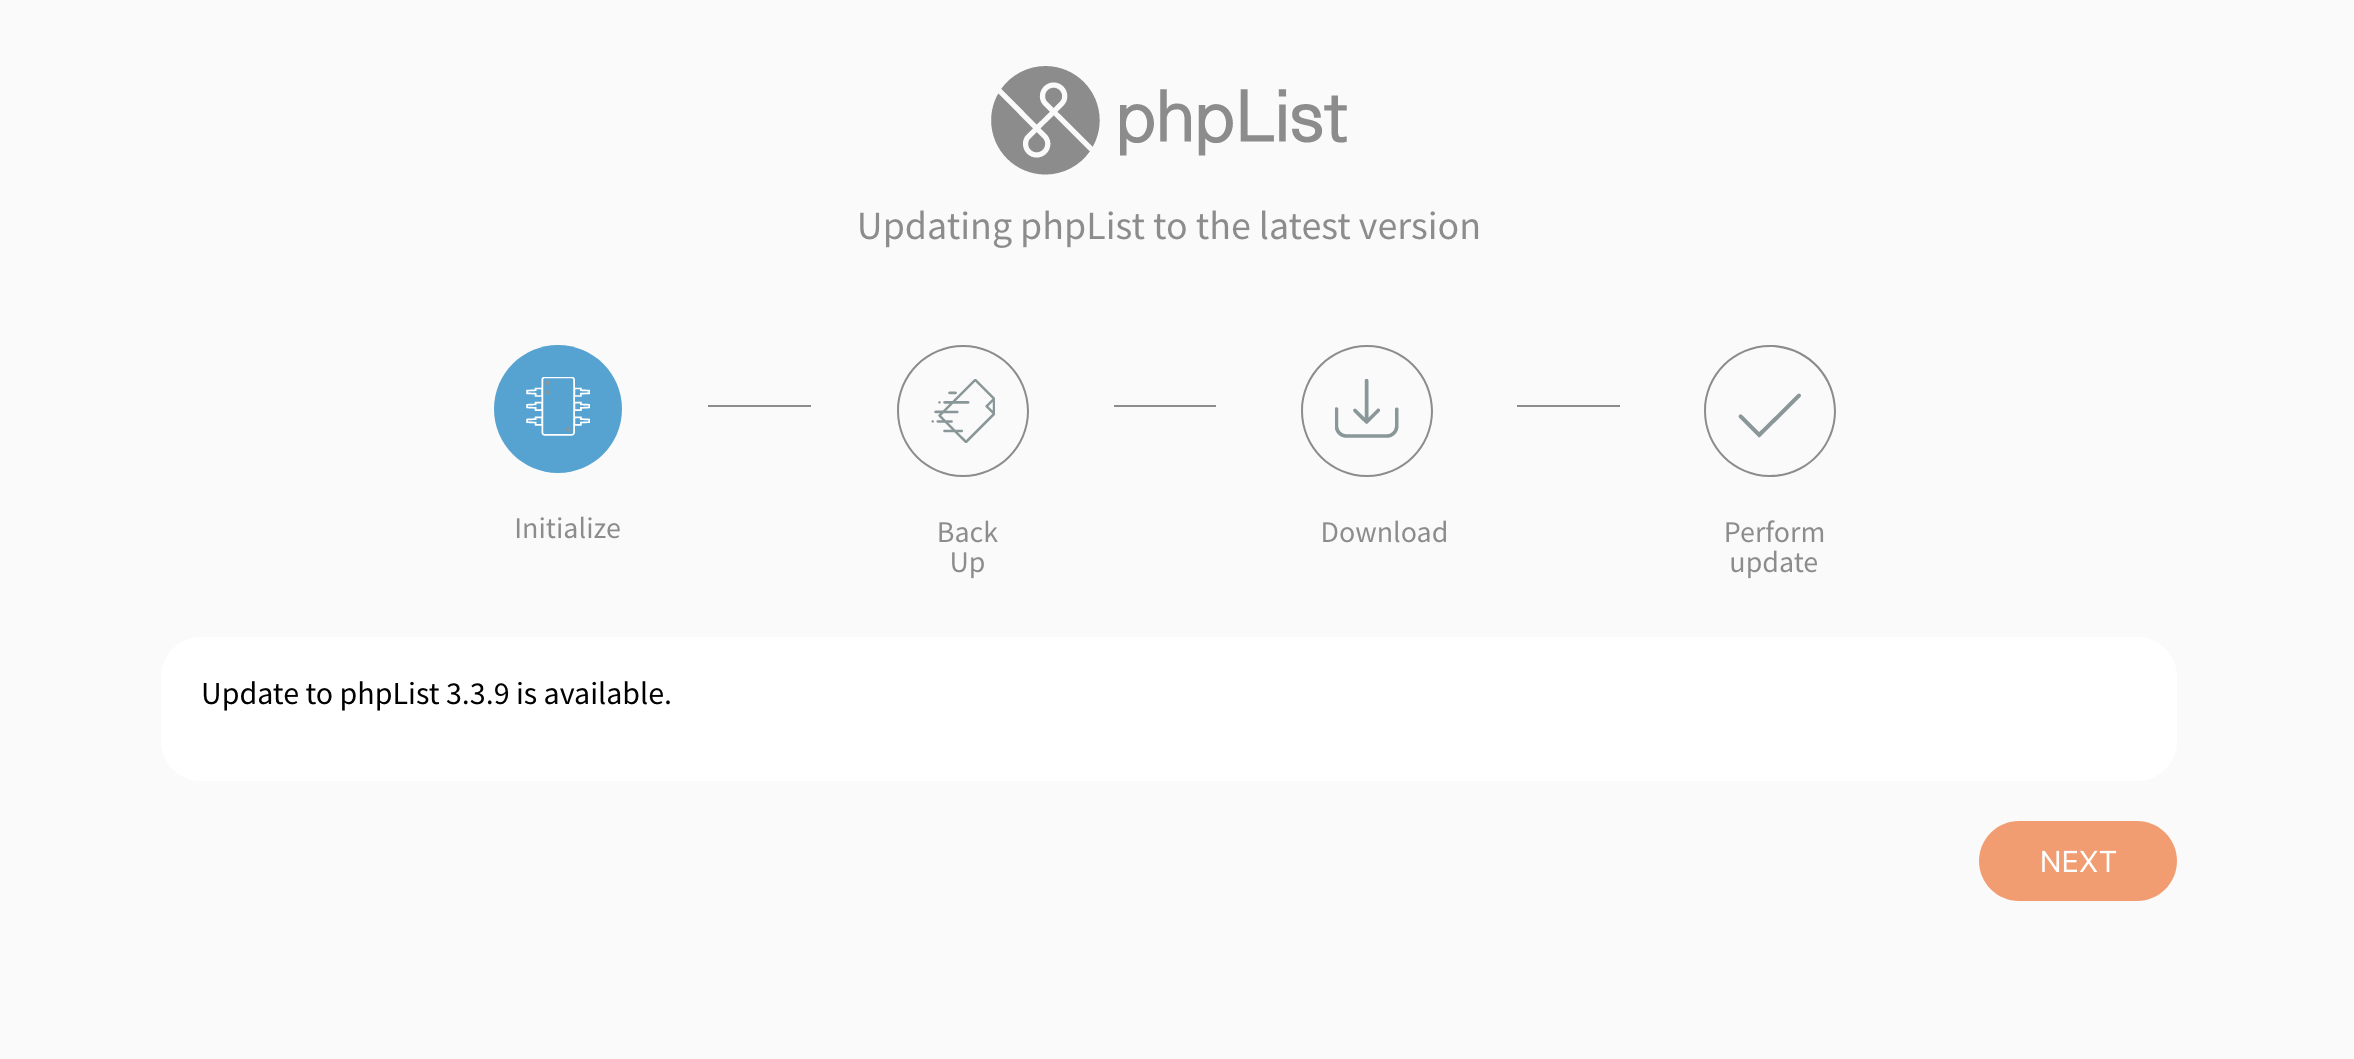 phpList
Updating phpList to the latest version
Initialize
Back
Up
Download
Perform
update
Update to phpList 3.3.9 is available.
NEXT